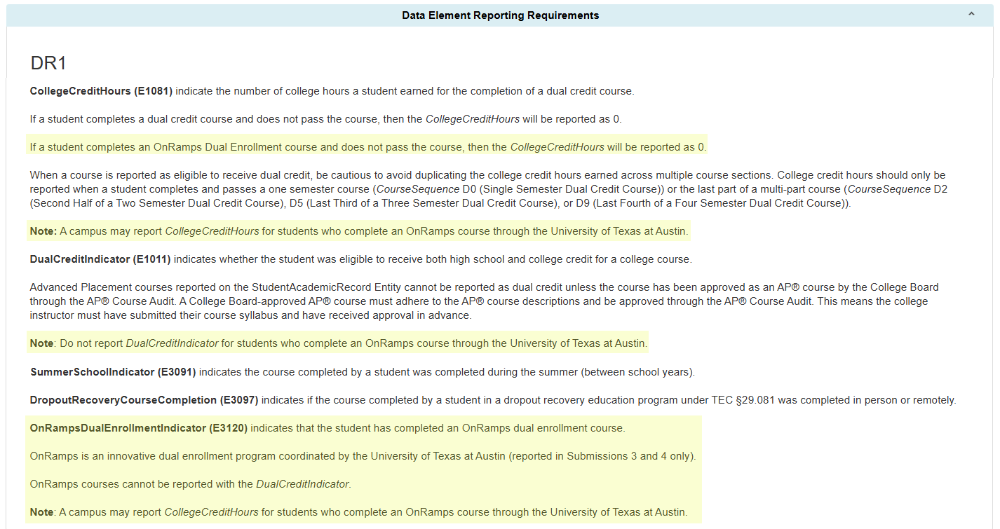 Data Element Reporting Requirements
DR1
CollegeCreditHours (E1081) indicate the number of college hours a student earned for the completion of a dual credit course.
If a student completes a dual credit course and does not pass the course, then the CollegeCreditHours will be reported as 0.
If a student completes an OnRamps Dual Enrollment course and does not pass the course, then the CollegeCreditHours will be reported as 0.
When a course is reported as eligible to receive dual credit, be cautious to avoid duplicating the college credit hours earned across multiple course sections. College credit hours should only be
reported when a student completes and passes a one semester course (CourseSequence D0 (Single Semester Dual Credit Course)) or the last part of a multi-part course (CourseSequence D2
(Second Half of a Two Semester Dual Credit Course), D5 (Last Third of a Three Semester Dual Credit Course), or D9 (Last Fourth of a Four Semester Dual Credit Course)).
Note: A campus may report CollegeCreditHours for students who complete an OnRamps course through the University of Texas at Austin.
DualCreditIndicator (E1011) indicates whether the student was eligible to receive both high school and college credit for a college course.
Advanced Placement courses reported on the StudentAcademicRecord Entity cannot be reported as dual credit unless the course has been approved as an AP® course by the College Board
through the AP® Course Audit. A College Board-approved AP® course must adhere to the AP® course descriptions and be approved through the AP® Course Audit. This means the college
instructor must have submitted their course syllabus and have received approval in advance.
Note: Do not report DualCreditIndicator for students who complete an OnRamps course through the University of Texas at Austin.
SummerSchoolIndicator (E3091) indicates the course completed by a student was completed during the summer (between school years).
DropoutRecoveryCourseCompletion (E3097) indicates if the course completed by a student in a dropout recovery education program under TEC §29.081 was completed in person or remotely.
OnRampsDualEnrollmentIndicator (E3120) indicates that the student has completed an OnRamps dual enrollment course.
OnRamps is an innovative dual enrollment program coordinated by the University of Texas at Austin (reported in Submissions 3 and 4 only).
OnRamps courses cannot be reported with the DualCreditIndicator.
Note: A campus may report CollegeCreditHours for students who complete an OnRamps course through the University of Texas at Austin.